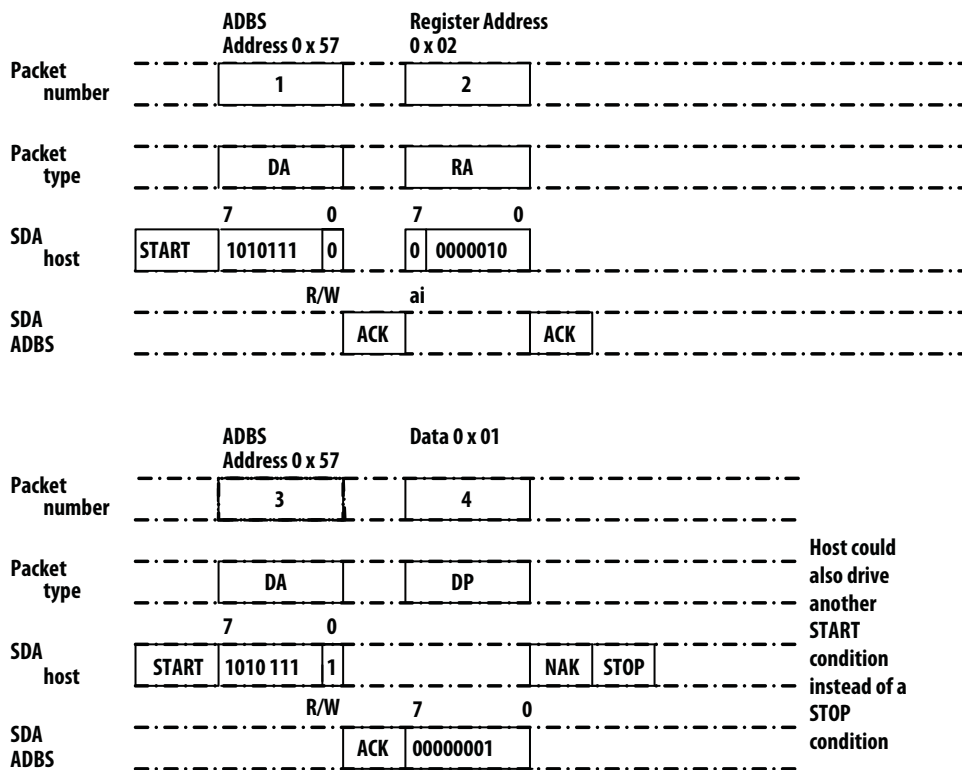 ADBS
Address 0 x 57
Register Address
0 x 02
Packet
number
1
2
Packet
type
DA
RA
7
0
7
0
SDA
host
START
1010111
0
0
0000010
R/W
ai
SDA
ADBS
ACK
ACK
ADBS
Address 0 x 57
Data 0 x 01
Packet
number
3
4
Packet
type
DA
DP
7
0
SDA
host
START
1010 111
1
NAK
STOP
R/W
7
0
SDA
ADBS
ACK
00000001
Host could
also drive
another
START
condition
instead of a
STOP
condition